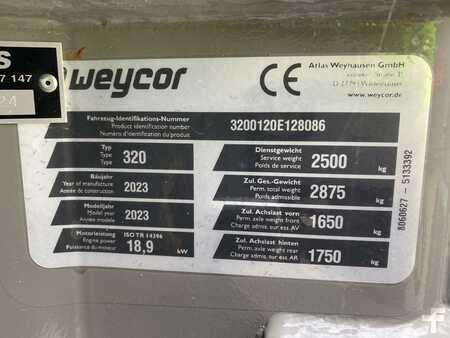 S
7 147
24
weycor
CE
Atlas Weyhausen GmbH
Straße 35
D-27793 Wildeshausen
www.weycor.de
Fahrzeug-Identifikations-Nummer
Product identification number
Numéro d'identification du produit
3200120E128086
Typ
Type
Type
320
Baujahr
Year of manufacture
Année de construction
2023
Modelljahr
Model year
Année modèle
2023
Motorleistung
Engine power
Puissance du moteur
ISO TR 14396
18,9
kW
Dienstgewicht
Service weight
Poids de service
2500
kg
Zul. Ges.-Gewicht
Perm. total weight
Poids admissible
2875
kg
Zul. Achslast vorn
Perm. axle weight front
Charge admis. sur ess. AV
1650
kg
Zul. Achslast hinten
Perm. axle weight rear
Charge admis. sur ess. AR
1750
kg
8060627 - 5133392